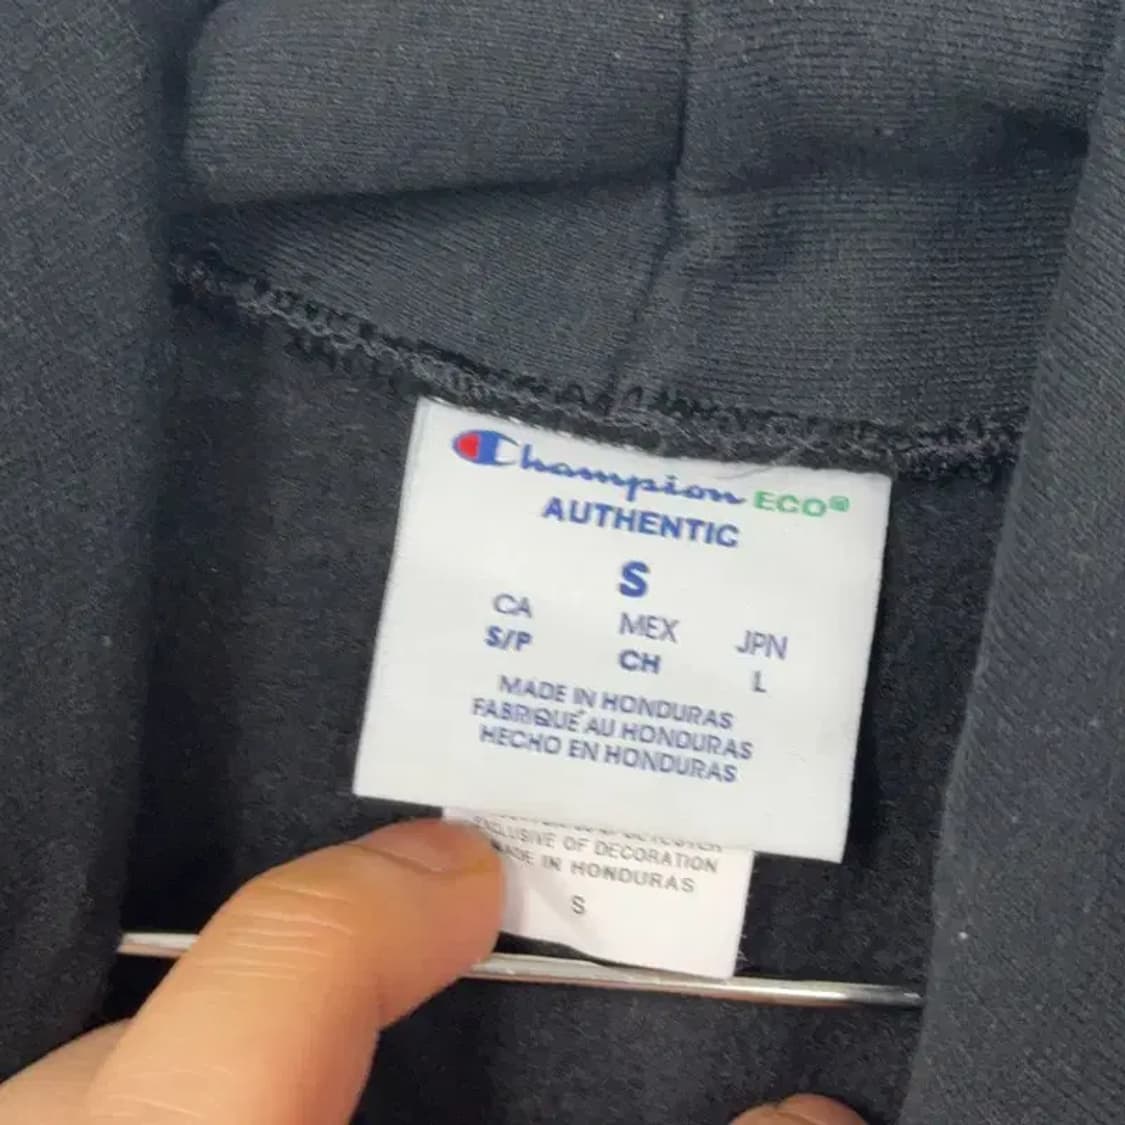 Champion ECO®
AUTHENTIC
S
CA MEX JPN
S/P CH L
MADE IN HONDURAS
FABRIQUÉ AU HONDURAS
HECHO EN HONDURAS
EXCLUSIVE OF DECORATION
MADE IN HONDURAS
S